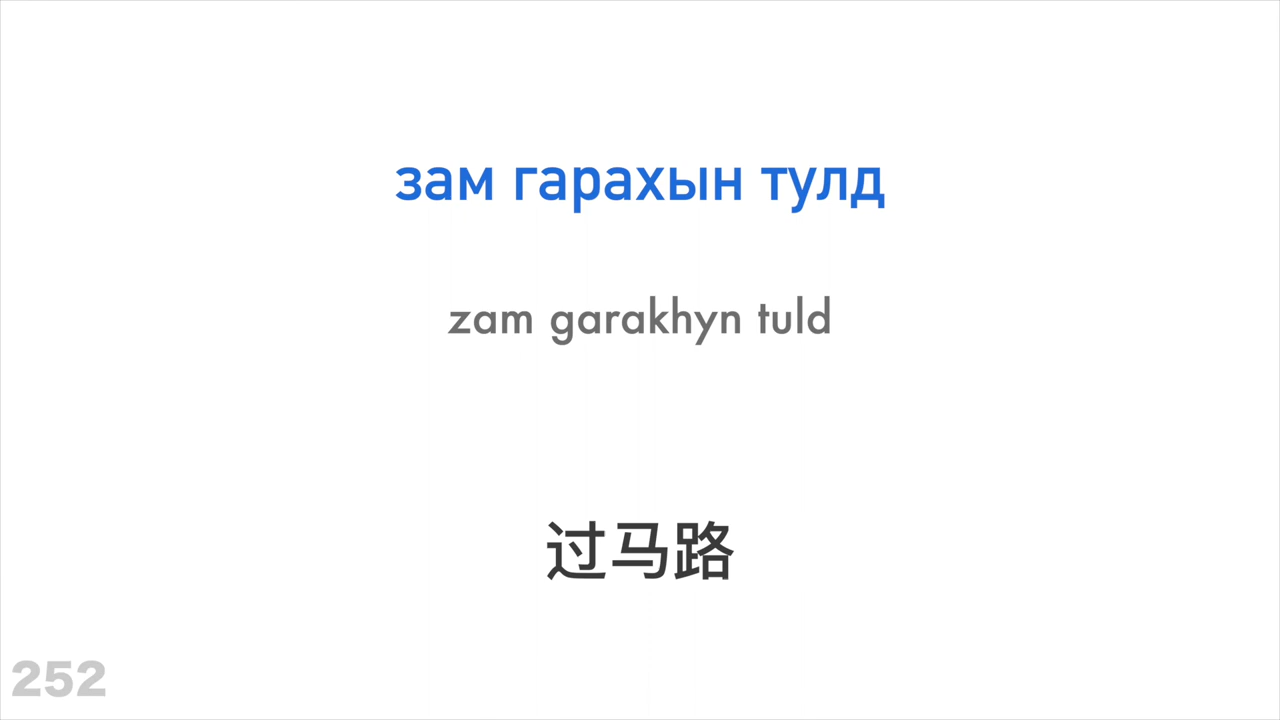 зам гарахын тулд
zam garakhyn tuld
过马路
252